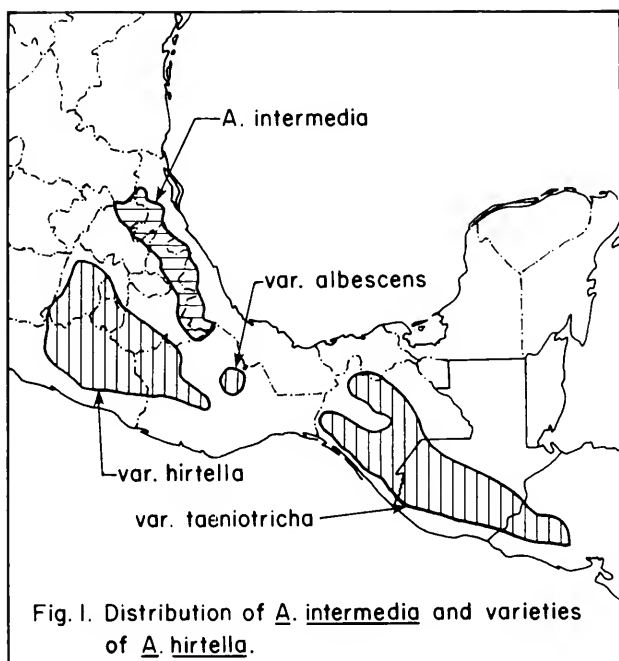 A. intermedia
var. albescens
var. hirtella
var. taeniotricha
Fig. 1. Distribution of A. intermedia and varieties
of A. hirtella.